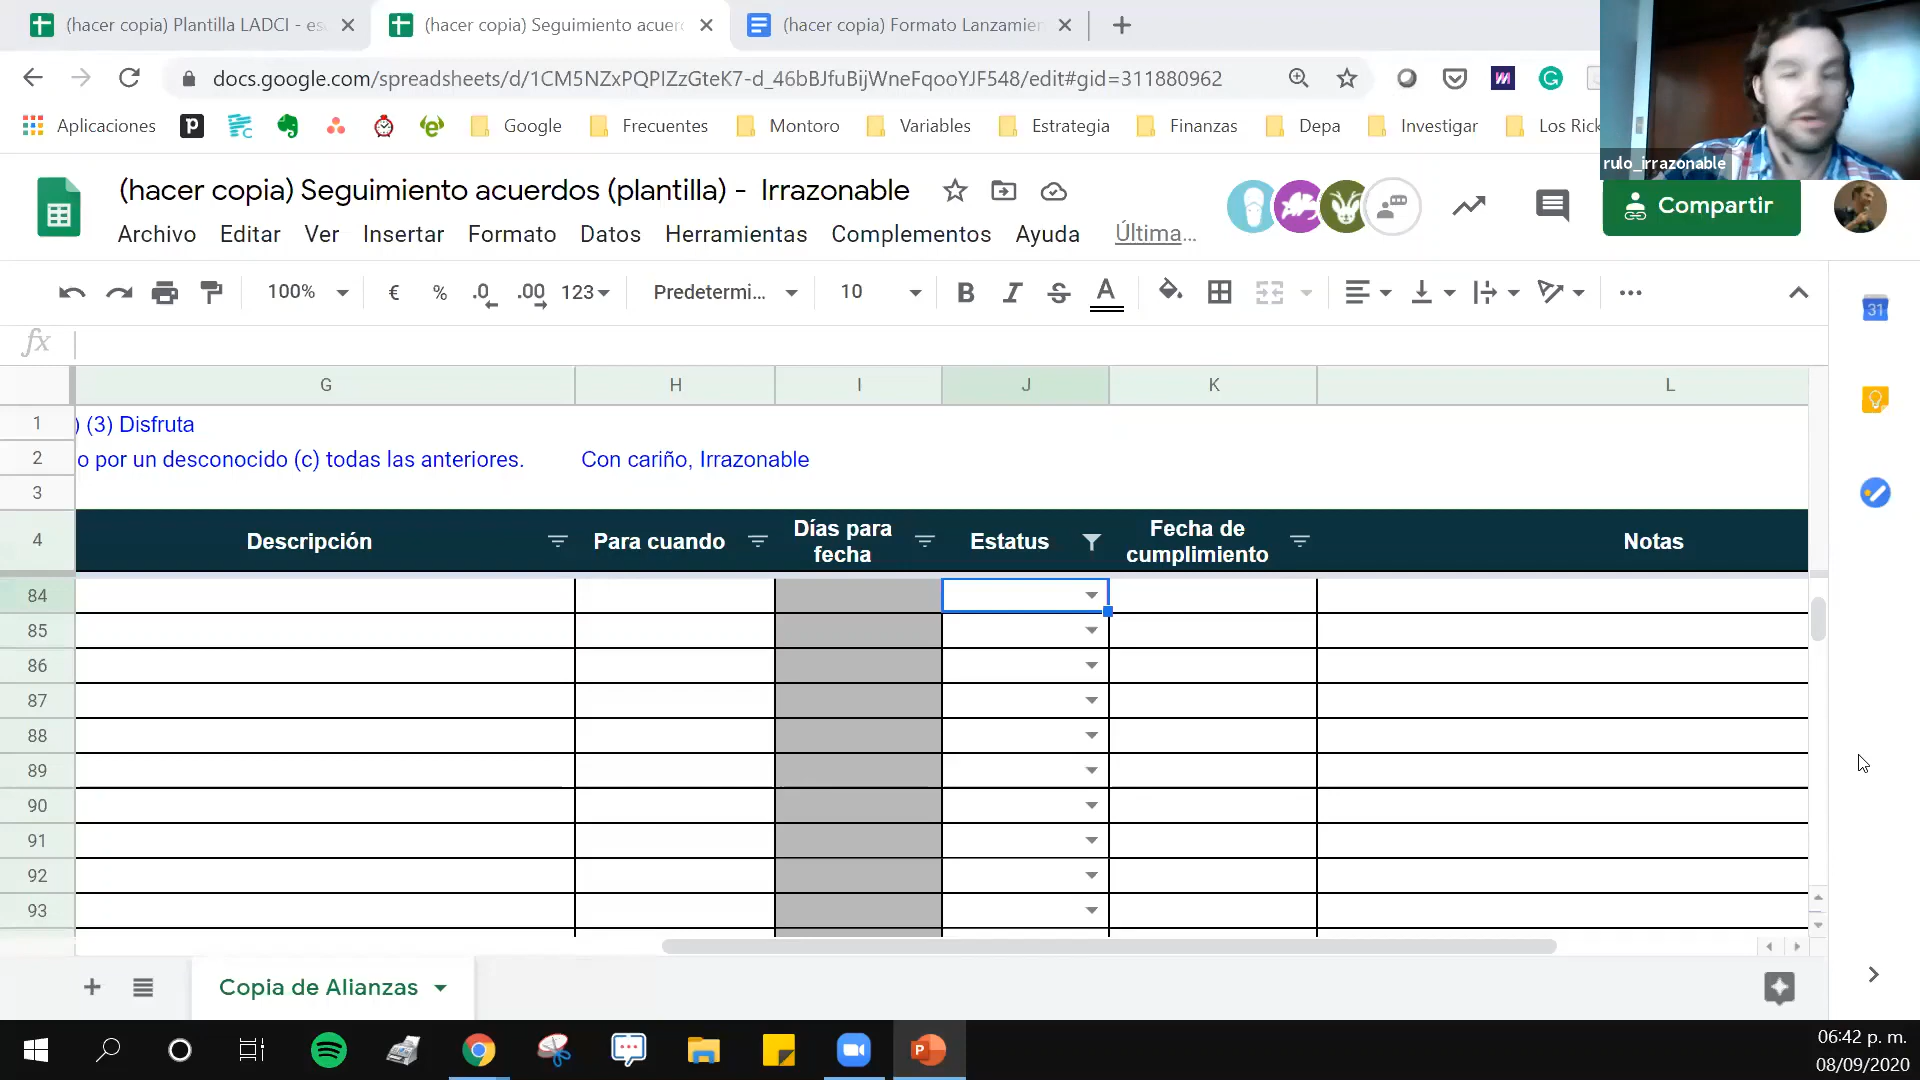 (hacer copia) Plantilla LADCI - es
(hacer copia) Seguimiento acuer
(hacer copia) Formato Lanzamien
docs.google.com/spreadsheets/d/1CM5NZxPQPIZzGteK7-d_46bBJfuBijWneFqooYJF548/edit#gid=311880962
Aplicaciones
Google
Frecuentes
Montoro
Variables
Estrategia
Finanzas
Depa
Investigar
Los Rick
rulo_irrazonable
(hacer copia) Seguimiento acuerdos (plantilla) - Irrazonable
Archivo Editar Ver Insertar Formato Datos Herramientas Complementos Ayuda Última...
Compartir
100% € % .0 .00 123 Predetermi... 10 B I S A
31
fx
G H I J K L
1 ) (3) Disfruta
2 o por un desconocido (c) todas las anteriores. Con cariño, Irrazonable
3
4 Descripción Para cuando Días para fecha Estatus Fecha de cumplimiento Notas
84
85
86
87
88
89
90
91
92
93
Copia de Alianzas
06:42 p. m.
08/09/2020